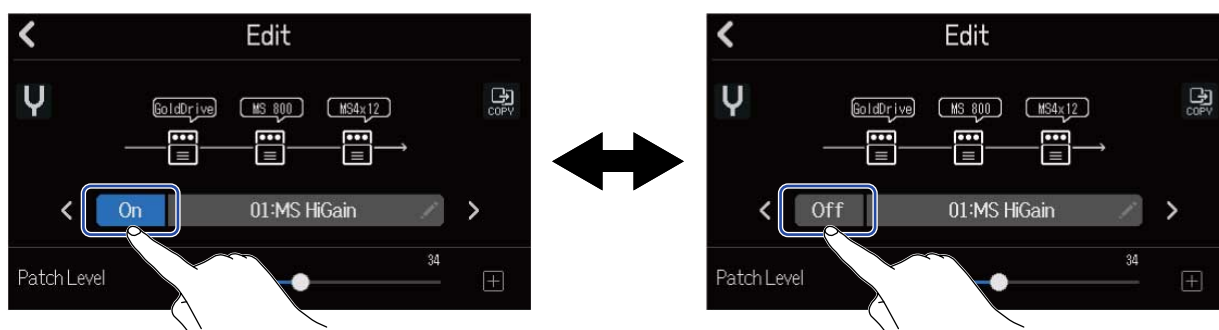 Edit
GoldDrive MS 800 MS4x12
COPY
On 01:MS HiGain
34
Patch Level
Edit
GoldDrive MS 800 MS4x12
COPY
Off 01:MS HiGain
34
Patch Level